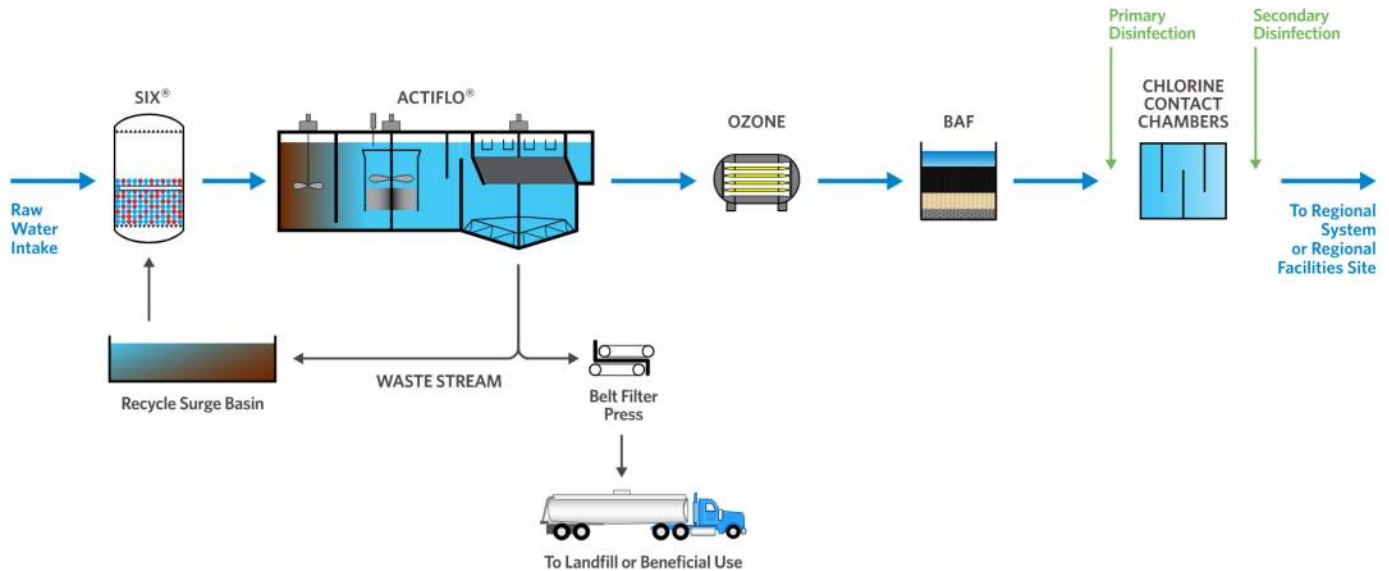 Primary
Disinfection
Secondary
Disinfection
SIX®
ACTIFLO®
OZONE
BAF
CHLORINE
CONTACT
CHAMBERS
Raw
Water
Intake
To Regional
System
or Regional
Facilities Site
WASTE STREAM
Recycle Surge Basin
Belt Filter
Press
To Landfill or Beneficial Use